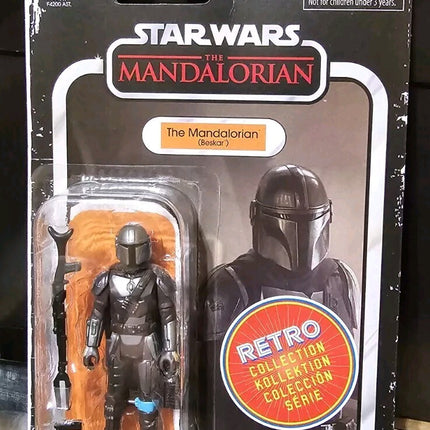 F4200 AST.
Not for children under 3 years.
STAR WARS
THE
MANDALORIAN
The Mandalorian
(Beskar)
RETRO
COLLECTION
KOLLEKTION
COLECCIÓN
SÉRIE